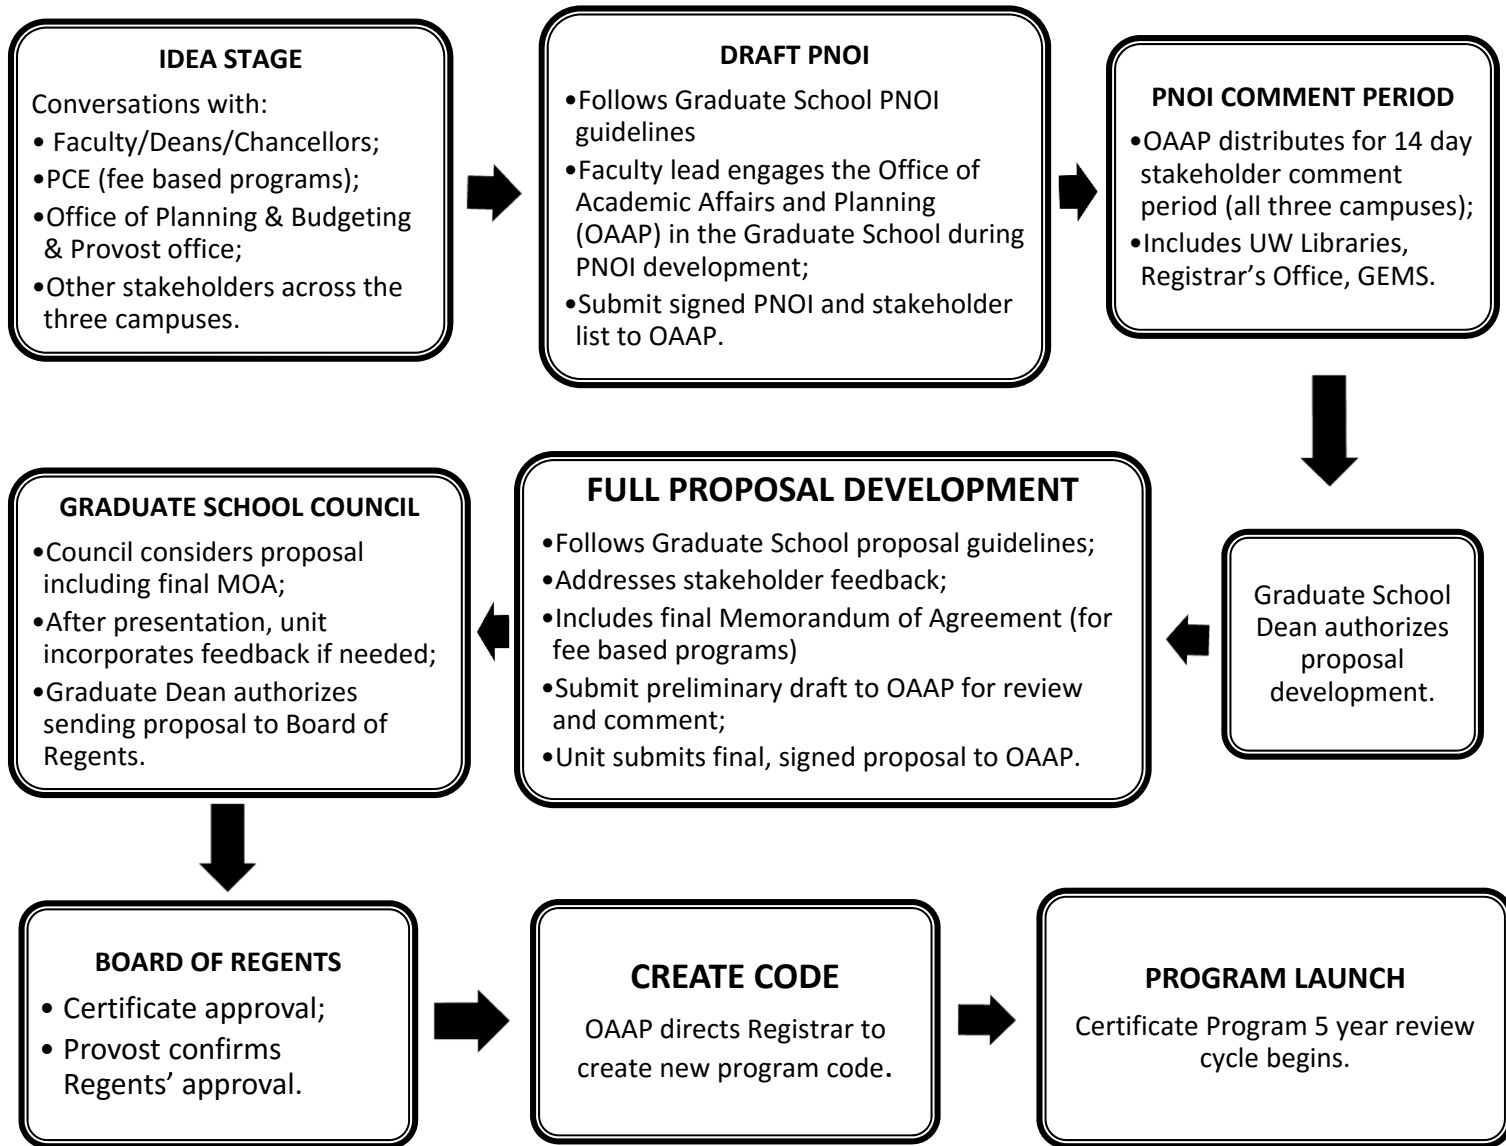 IDEA STAGE
Conversations with:
• Faculty/Deans/Chancellors;
•PCE (fee based programs);
•Office of Planning & Budgeting
& Provost office;
•Other stakeholders across the
three campuses.
DRAFT PNOI
•Follows Graduate School PNOI
guidelines
•Faculty lead engages the Office of
Academic Affairs and Planning
(OAAP) in the Graduate School during
PNOI development;
•Submit signed PNOI and stakeholder
list to OAAP.
PNOI COMMENT PERIOD
•OAAP distributes for 14 day
stakeholder comment
period (all three campuses);
•Includes UW Libraries,
Registrar’s Office, GEMS.
Graduate School
Dean authorizes
proposal
development.
FULL PROPOSAL DEVELOPMENT
•Follows Graduate School proposal guidelines;
•Addresses stakeholder feedback;
•Includes final Memorandum of Agreement (for
fee based programs)
•Submit preliminary draft to OAAP for review
and comment;
•Unit submits final, signed proposal to OAAP.
GRADUATE SCHOOL COUNCIL
•Council considers proposal
including final MOA;
•After presentation, unit
incorporates feedback if needed;
•Graduate Dean authorizes
sending proposal to Board of
Regents.
BOARD OF REGENTS
• Certificate approval;
• Provost confirms
Regents’ approval.
CREATE CODE
OAAP directs Registrar to
create new program code.
PROGRAM LAUNCH
Certificate Program 5 year review
cycle begins.